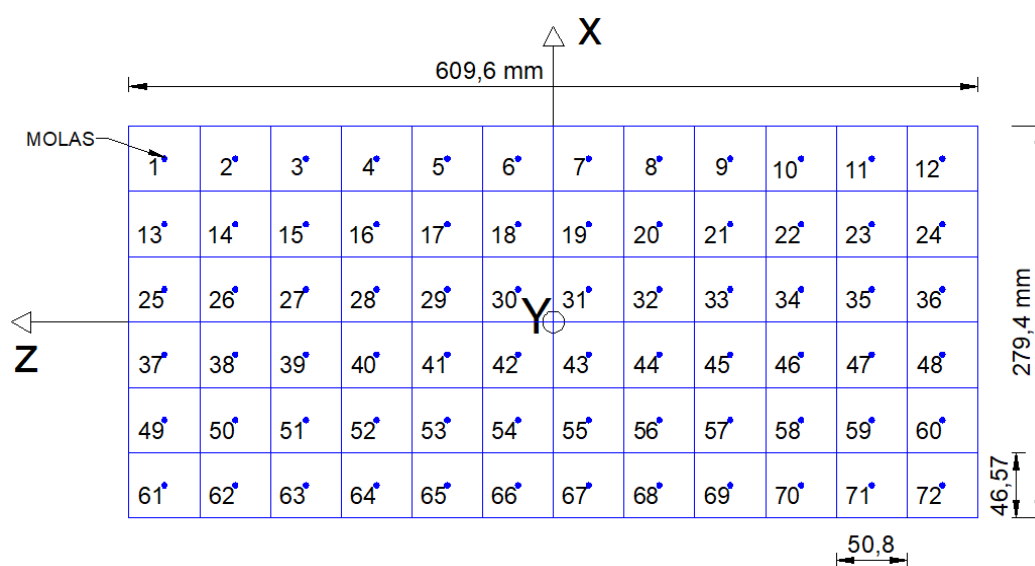 X
609,6 mm
MOLAS
1 2 3 4 5 6 7 8 9 10 11 12
13 14 15 16 17 18 19 20 21 22 23 24
25 26 27 28 29 30 31 32 33 34 35 36
Y
Z
279,4 mm
37 38 39 40 41 42 43 44 45 46 47 48
49 50 51 52 53 54 55 56 57 58 59 60
61 62 63 64 65 66 67 68 69 70 71 72
46,57
50,8